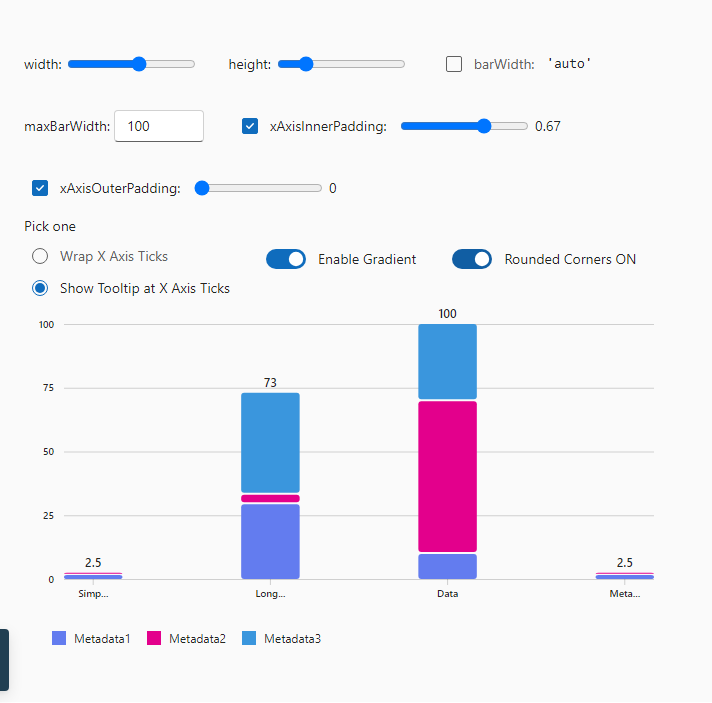 width: height: barWidth: 'auto'
maxBarWidth: 100 xAxisInnerPadding: 0.67
xAxisOuterPadding: 0
Pick one
Wrap X Axis Ticks Enable Gradient Rounded Corners ON
Show Tooltip at X Axis Ticks
100
100
75
73
50
25
2.5 2.5
0
Simp... Long... Data Meta...
Metadata1 Metadata2 Metadata3